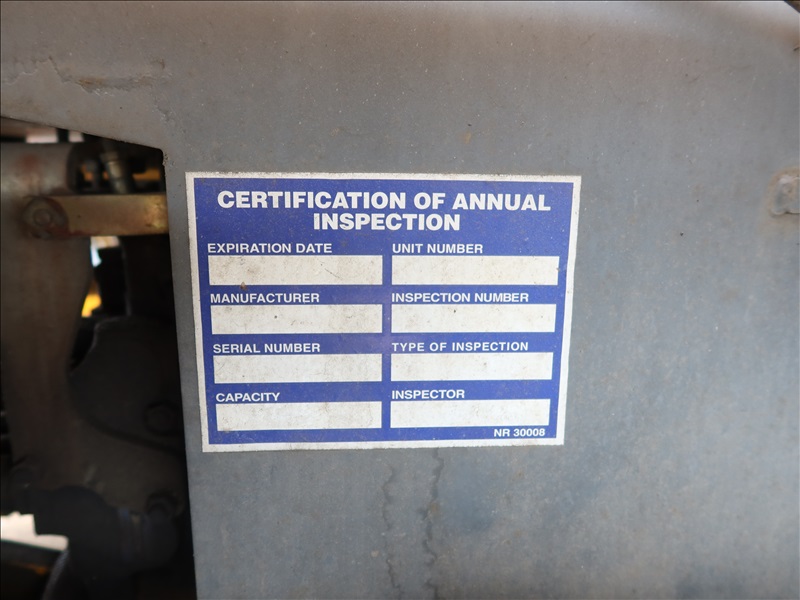 CERTIFICATION OF ANNUAL
INSPECTION
EXPIRATION DATE
UNIT NUMBER
MANUFACTURER
INSPECTION NUMBER
SERIAL NUMBER
TYPE OF INSPECTION
CAPACITY
INSPECTOR
NR 30008